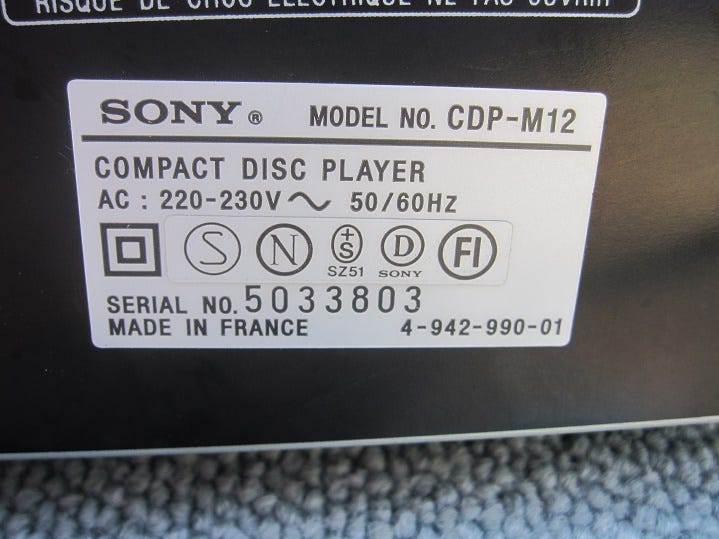 RISQUE DE CHOC ELECTRIQUE NE PAS OUVRIR
SONY ® MODEL NO. CDP-M12
COMPACT DISC PLAYER
AC : 220-230V ~ 50/60Hz
S N +S D FI
SZ51 SONY
SERIAL NO. 5033803
MADE IN FRANCE 4-942-990-01